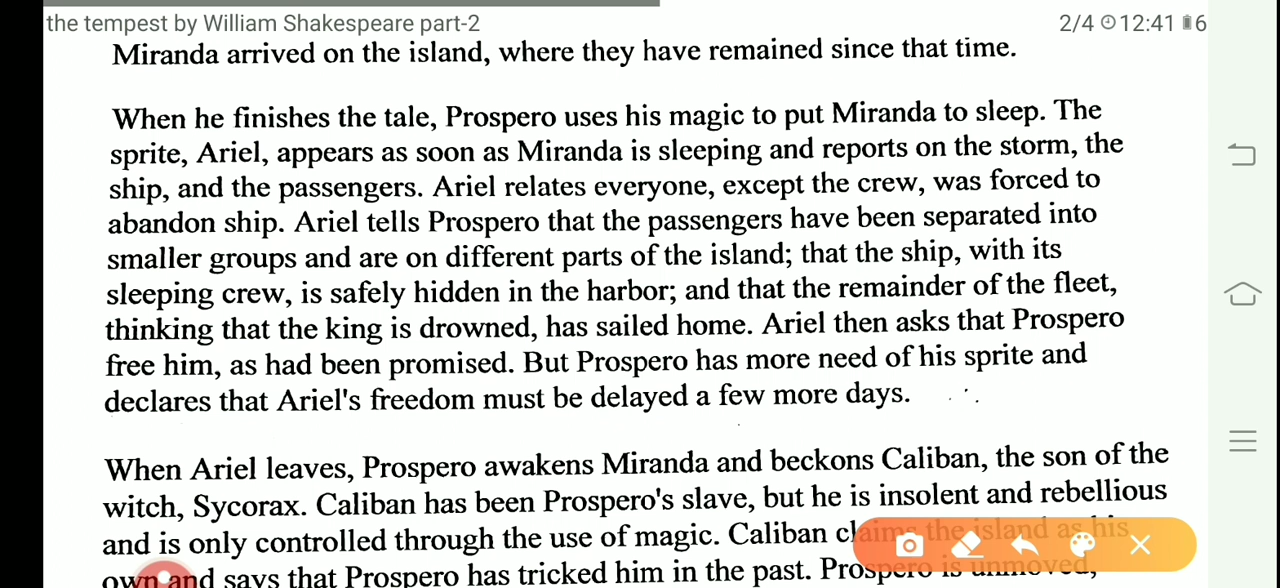 the tempest by William Shakespeare part-2 2/4 12:41 6
Miranda arrived on the island, where they have remained since that time.
When he finishes the tale, Prospero uses his magic to put Miranda to sleep. The
sprite, Ariel, appears as soon as Miranda is sleeping and reports on the storm, the
ship, and the passengers. Ariel relates everyone, except the crew, was forced to
abandon ship. Ariel tells Prospero that the passengers have been separated into
smaller groups and are on different parts of the island; that the ship, with its
sleeping crew, is safely hidden in the harbor; and that the remainder of the fleet,
thinking that the king is drowned, has sailed home. Ariel then asks that Prospero
free him, as had been promised. But Prospero has more need of his sprite and
declares that Ariel's freedom must be delayed a few more days.
When Ariel leaves, Prospero awakens Miranda and beckons Caliban, the son of the
witch, Sycorax. Caliban has been Prospero's slave, but he is insolent and rebellious
and is only controlled through the use of magic. Caliban claims the island as his
own and says that Prospero has tricked him in the past. Prospero is unmoved,